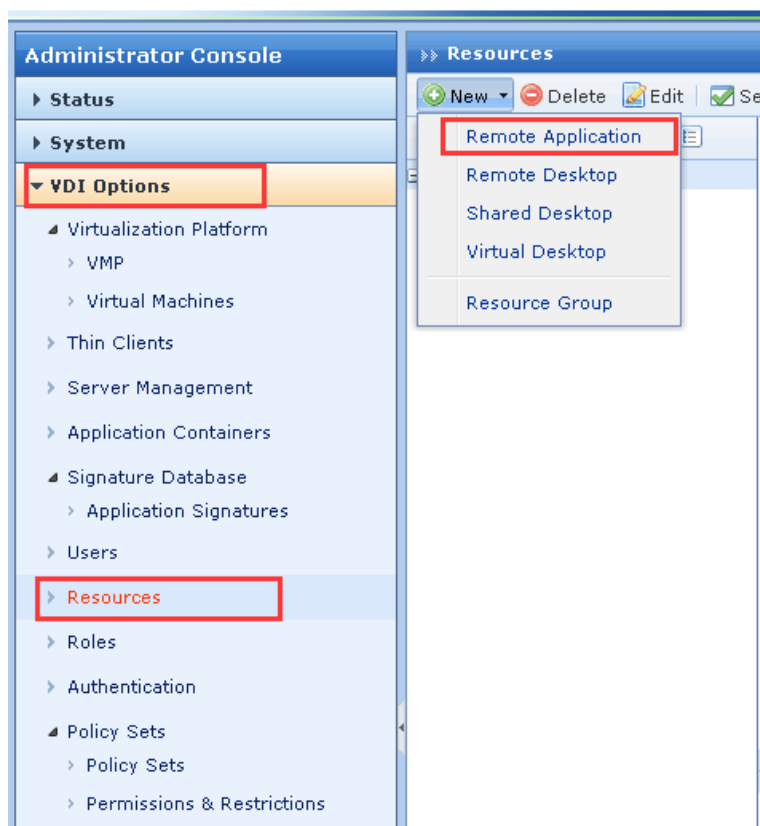 Administrator Console
Status
System
VDI Options
Virtualization Platform
VMP
Virtual Machines
Thin Clients
Server Management
Application Containers
Signature Database
Application Signatures
Users
Resources
Roles
Authentication
Policy Sets
Policy Sets
Permissions & Restrictions
Resources
New Delete Edit Se
Remote Application
Remote Desktop
Shared Desktop
Virtual Desktop
Resource Group